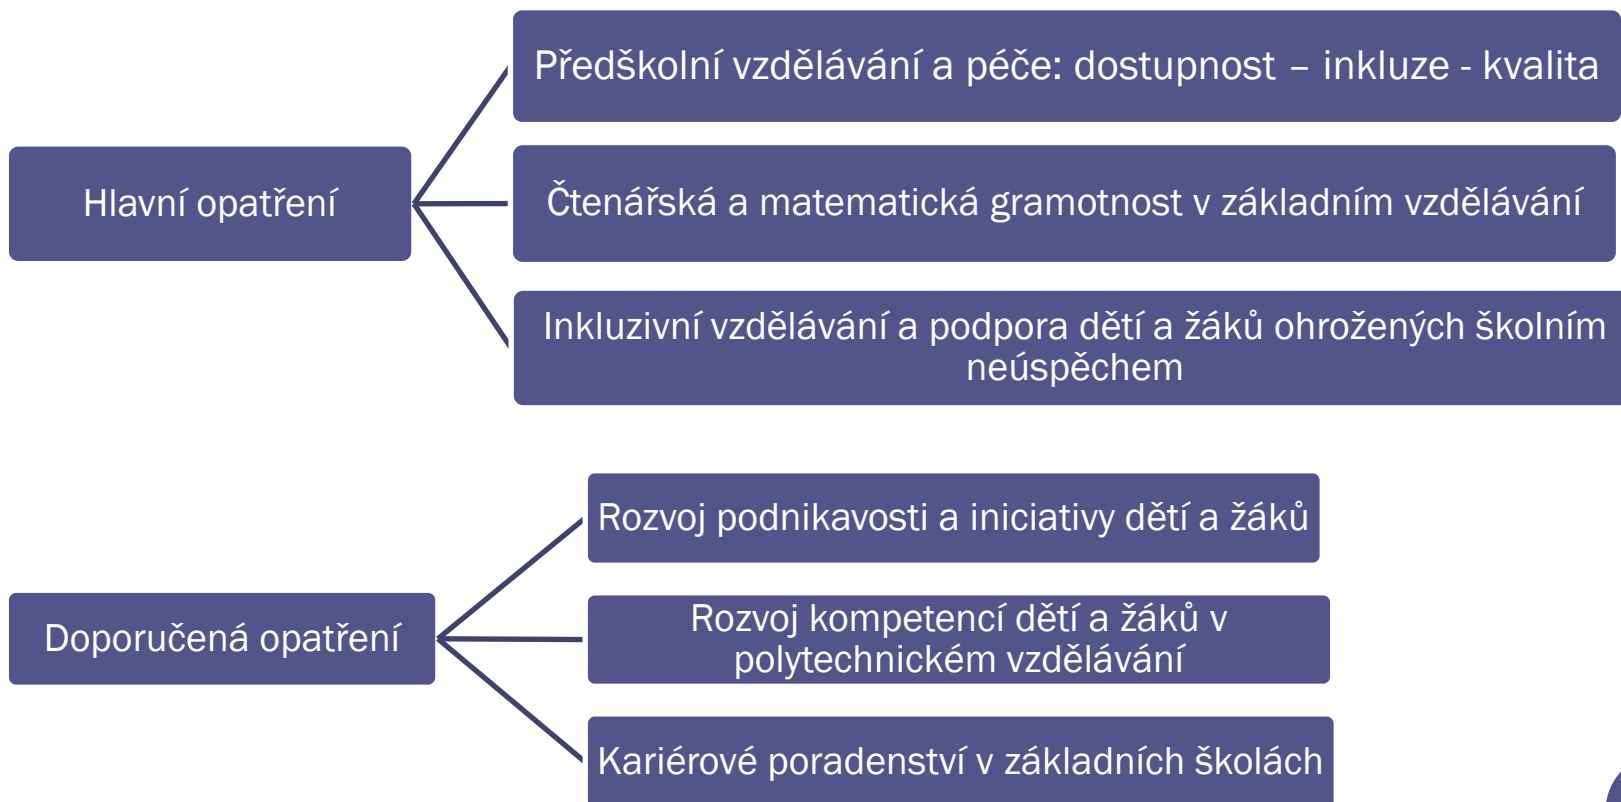 Předškolní vzdělávání a péče: dostupnost – inkluze - kvalita
Hlavní opatření
Čtenářská a matematická gramotnost v základním vzdělávání
Inkluzivní vzdělávání a podpora dětí a žáků ohrožených školním
neúspěchem
Rozvoj podnikavosti a iniciativy dětí a žáků
Doporučená opatření
Rozvoj kompetencí dětí a žáků v
polytechnickém vzdělávání
Kariérové poradenství v základních školách